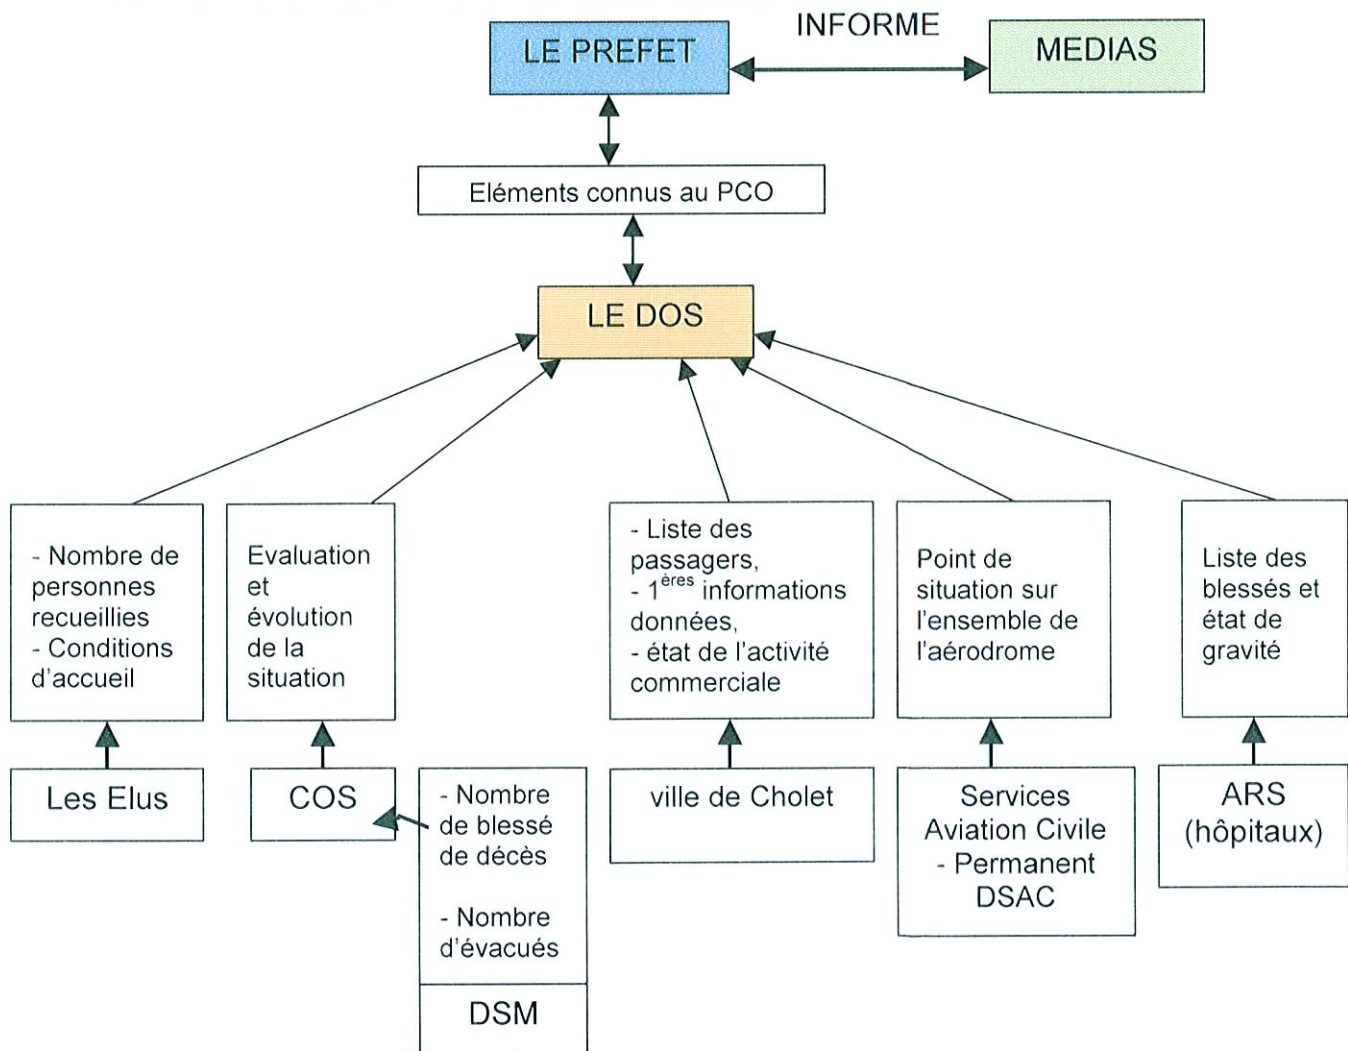 INFORME
LE PREFET
MEDIAS
Eléments connus au PCO
LE DOS
- Nombre de
personnes
recueillies
- Conditions
d'accueil
Evaluation
et
évolution
de la
situation
- Liste des
passagers,
- 1ères informations
données,
- état de l'activité
commerciale
Point de
situation sur
l'ensemble de
l'aérodrome
Liste des
blessés et
état de
gravité
Les Elus
COS
- Nombre
de blessé
de décès
- Nombre
d'évacués
DSM
ville de Cholet
Services
Aviation Civile
- Permanent
DSAC
ARS
(hôpitaux)